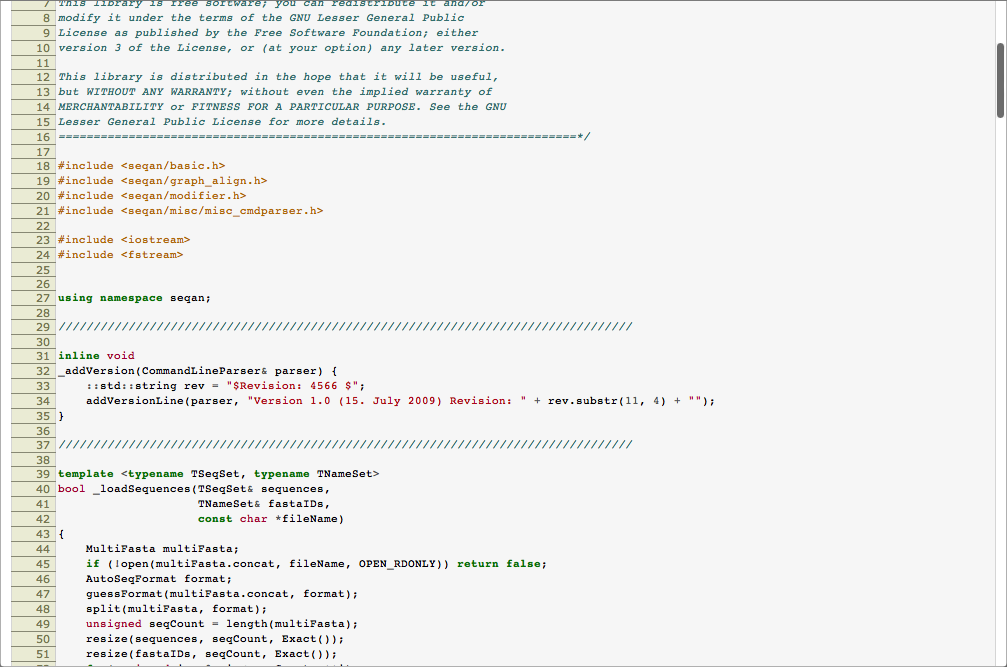 7 This library is free software; you can redistribute it and/or
8 modify it under the terms of the GNU Lesser General Public
9 License as published by the Free Software Foundation; either
10 version 3 of the License, or (at your option) any later version.
11
12 This library is distributed in the hope that it will be useful,
13 but WITHOUT ANY WARRANTY; without even the implied warranty of
14 MERCHANTABILITY or FITNESS FOR A PARTICULAR PURPOSE. See the GNU
15 Lesser General Public License for more details.
16 ==========================================================================*/
17
18 #include <seqan/basic.h>
19 #include <seqan/graph_align.h>
20 #include <seqan/modifier.h>
21 #include <seqan/misc/misc_cmdparser.h>
22
23 #include <iostream>
24 #include <fstream>
25
26
27 using namespace seqan;
28
29 //////////////////////////////////////////////////////////////////////////////////
30
31 inline void
32 _addVersion(CommandLineParser& parser) {
33     ::std::string rev = "$Revision: 4566 $";
34     addVersionLine(parser, "Version 1.0 (15. July 2009) Revision: " + rev.substr(11, 4) + "");
35 }
36
37 //////////////////////////////////////////////////////////////////////////////////
38
39 template <typename TSeqSet, typename TNameSet>
40 bool _loadSequences(TSeqSet& sequences,
41                     TNameSet& fastaIDs,
42                     const char *fileName)
43 {
44     MultiFasta multiFasta;
45     if (!open(multiFasta.concat, fileName, OPEN_RDONLY)) return false;
46     AutoSeqFormat format;
47     guessFormat(multiFasta.concat, format);
48     split(multiFasta, format);
49     unsigned seqCount = length(multiFasta);
50     resize(sequences, seqCount, Exact());
51     resize(fastaIDs, seqCount, Exact());